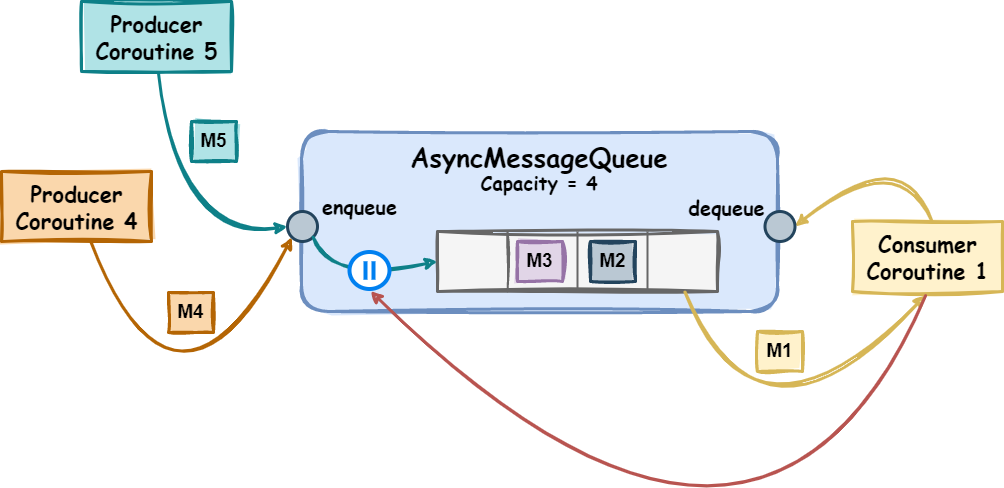 Producer
Coroutine 5
M5
Producer
Coroutine 4
M4
AsyncMessageQueue
Capacity = 4
enqueue
dequeue
M3
M2
Consumer
Coroutine 1
M1